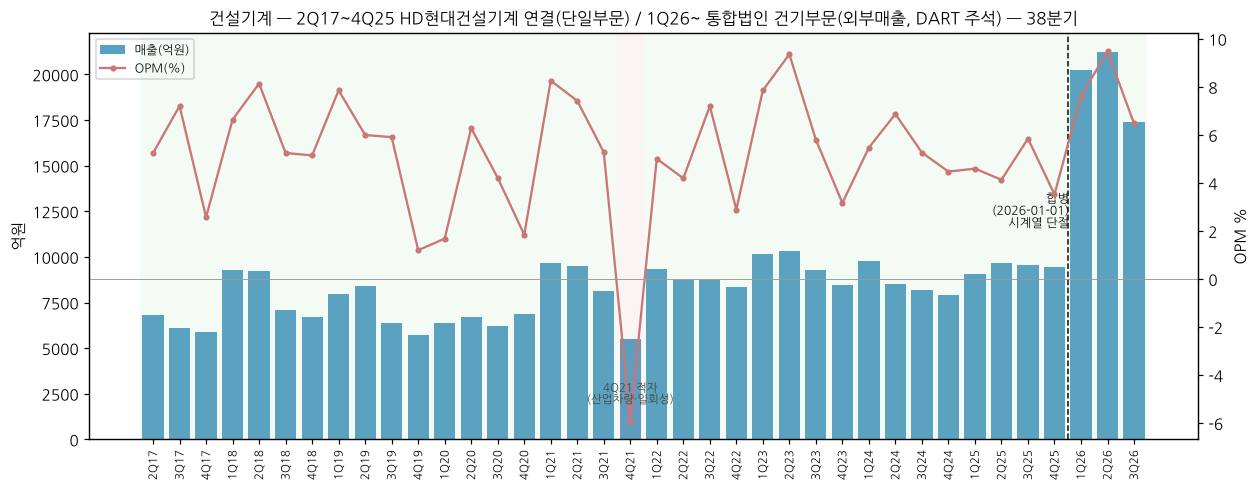 건설기계 — 2Q17~4Q25 HD현대건설기계 연결(단일부문) / 1Q26~ 통합법인 건기부문(외부매출, DART 주석) — 38분기
매출(억원)
OPM(%)
억원
20000
17500
15000
12500
10000
7500
5000
2500
0
합병
(2026-01-01)
시계열 단절
4Q21 적자
(산업차량·일회성)
10
8
6
4
2
0
-2
-4
-6
OPM %
2Q17
3Q17
4Q17
1Q18
2Q18
3Q18
4Q18
1Q19
2Q19
3Q19
4Q19
1Q20
2Q20
3Q20
4Q20
1Q21
2Q21
3Q21
4Q21
1Q22
2Q22
3Q22
4Q22
1Q23
2Q23
3Q23
4Q23
1Q24
2Q24
3Q24
4Q24
1Q25
2Q25
3Q25
4Q25
1Q26
2Q26
3Q26